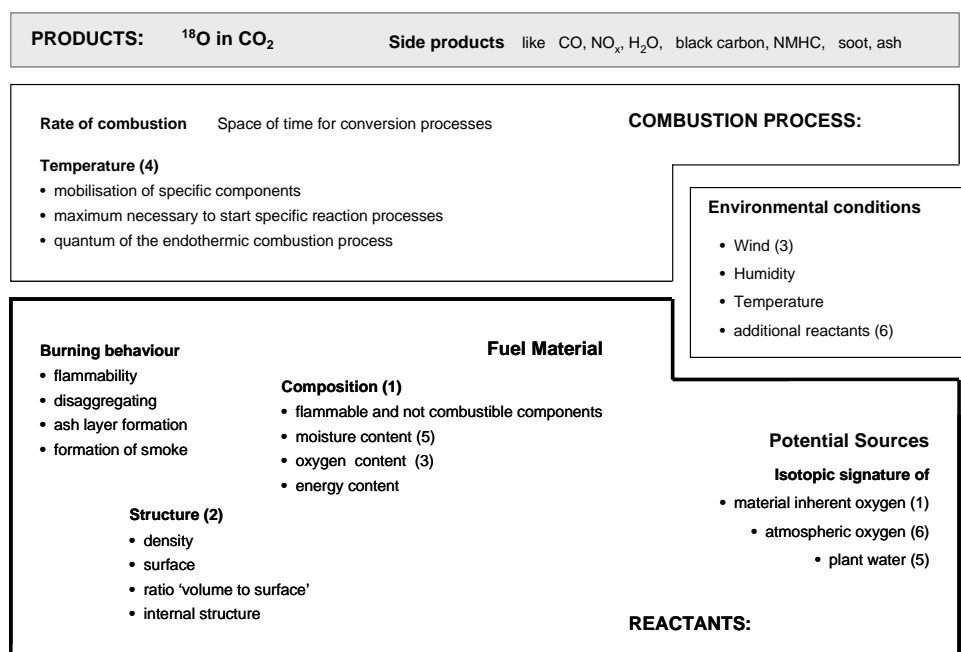 PRODUCTS: ¹⁸O in CO₂ Side products like CO, NOₓ, H₂O, black carbon, NMHC, soot, ash
COMBUSTION PROCESS:
Rate of combustion Space of time for conversion processes
Temperature (4)
• mobilisation of specific components
• maximum necessary to start specific reaction processes
• quantum of the endothermic combustion process
Environmental conditions
• Wind (3)
• Humidity
• Temperature
• additional reactants (6)
Fuel Material
Burning behaviour
• flammability
• disaggregating
• ash layer formation
• formation of smoke
Composition (1)
• flammable and not combustible components
• moisture content (5)
• oxygen content (3)
• energy content
Structure (2)
• density
• surface
• ratio ‘volume to surface’
• internal structure
Potential Sources
Isotopic signature of
• material inherent oxygen (1)
• atmospheric oxygen (6)
• plant water (5)
REACTANTS: